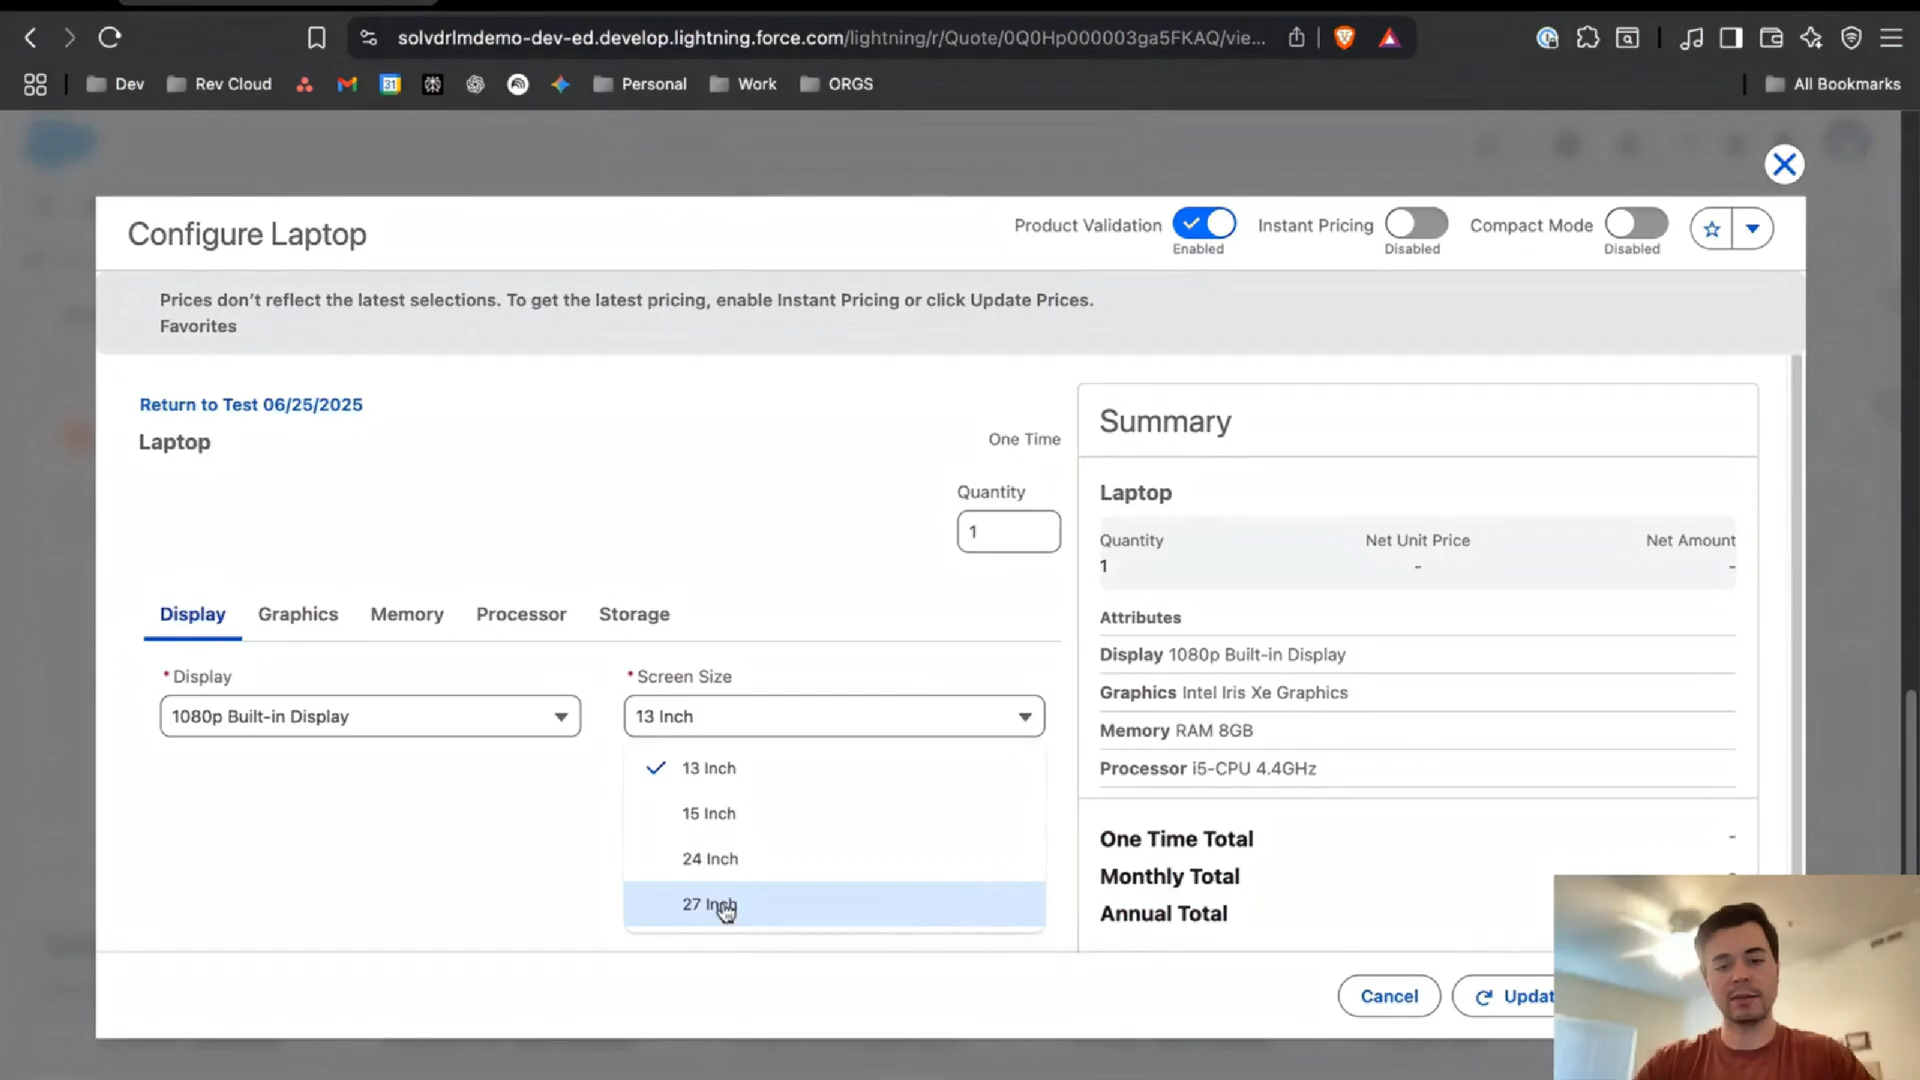 solvdrlmdemo-dev-ed.develop.lightning.force.com/lightning/r/Quote/0Q0Hp000003ga5FKAQ/vie...
Dev
Rev Cloud
31
Personal
Work
ORGS
All Bookmarks
Configure Laptop
Product Validation
Enabled
Instant Pricing
Disabled
Compact Mode
Disabled
Prices don't reflect the latest selections. To get the latest pricing, enable Instant Pricing or click Update Prices.
Favorites
Return to Test 06/25/2025
Laptop
One Time
Quantity
1
Display
Graphics
Memory
Processor
Storage
* Display
1080p Built-in Display
* Screen Size
13 Inch
13 Inch
15 Inch
24 Inch
27 Inch
Summary
Laptop
Quantity
Net Unit Price
Net Amount
1
-
-
Attributes
Display 1080p Built-in Display
Graphics Intel Iris Xe Graphics
Memory RAM 8GB
Processor i5-CPU 4.4GHz
One Time Total
-
Monthly Total
-
Annual Total
Cancel
Updat